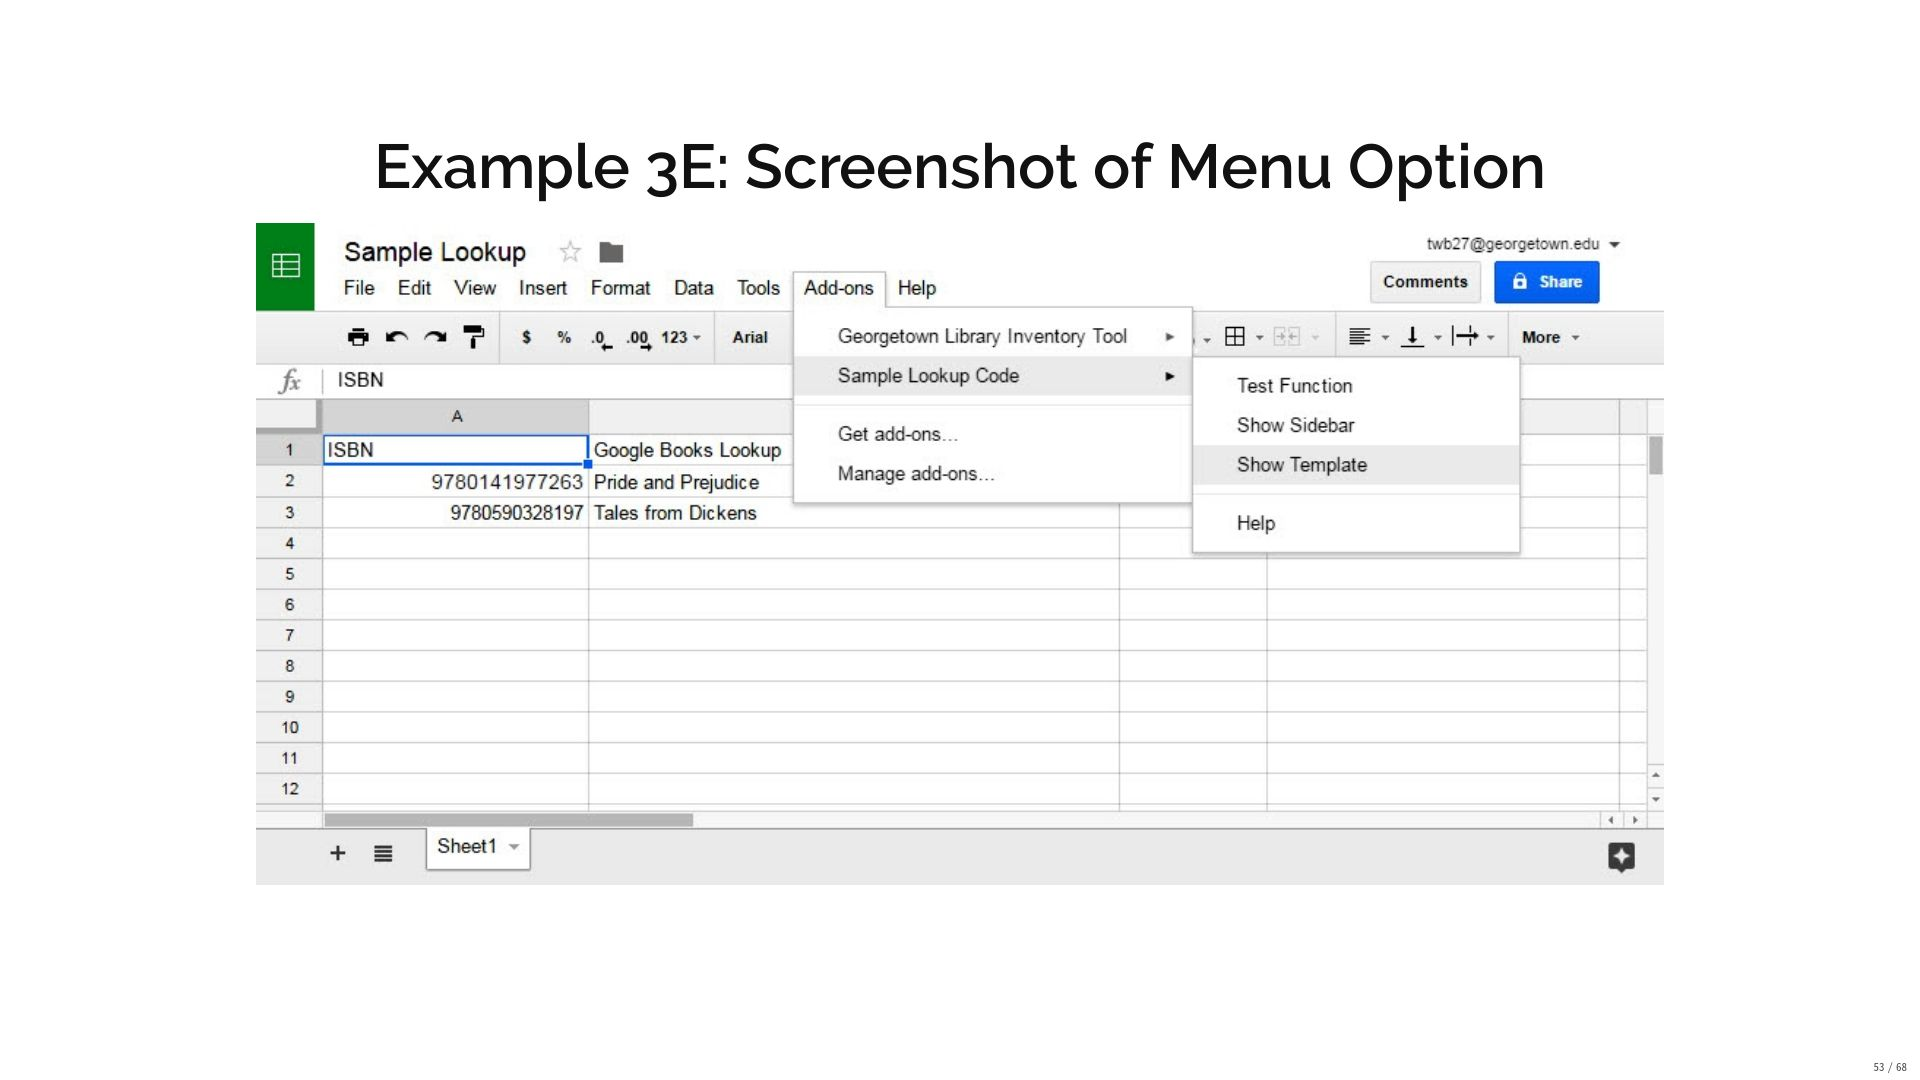 Example 3E: Screenshot of Menu Option
Sample Lookup
twb27@georgetown.edu
File Edit View Insert Format Data Tools Add-ons Help
Comments Share
$ % .0 .00 123 Arial More
Georgetown Library Inventory Tool
Sample Lookup Code
Get add-ons...
Manage add-ons...
Test Function
Show Sidebar
Show Template
Help
fx ISBN
A
1 ISBN Google Books Lookup
2 9780141977263 Pride and Prejudice
3 9780590328197 Tales from Dickens
4
5
6
7
8
9
10
11
12
Sheet1
53 / 68